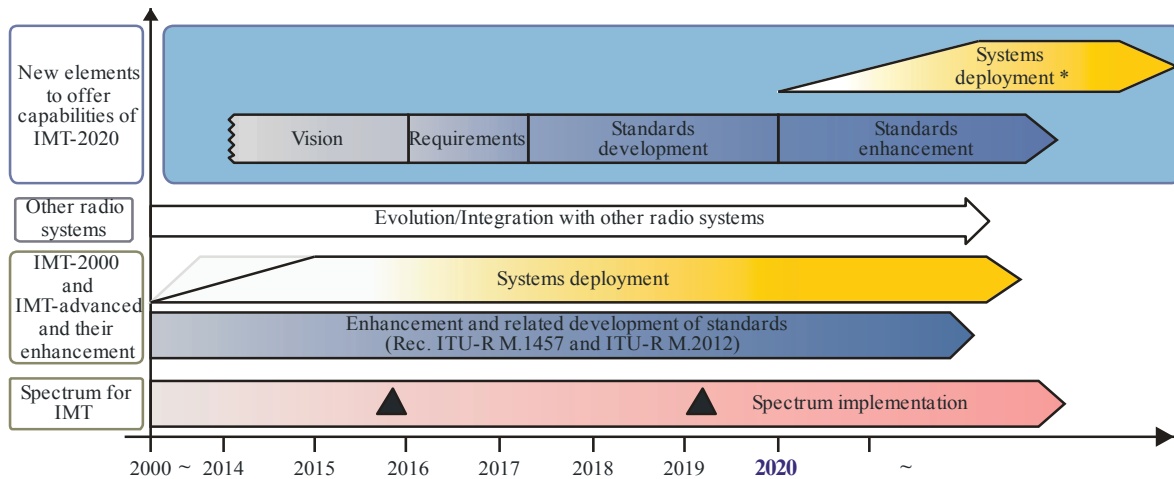 New elements
to offer
capabilities of
IMT-2020
Systems
deployment *
Vision
Requirements
Standards
development
Standards
enhancement
Other radio
systems
Evolution/Integration with other radio systems
IMT-2000
and
IMT-advanced
and their
enhancement
Systems deployment
Enhancement and related development of standards
(Rec. ITU-R M.1457 and ITU-R M.2012)
Spectrum for
IMT
Spectrum implementation
2000 ~ 2014 2015 2016 2017 2018 2019 2020 ~